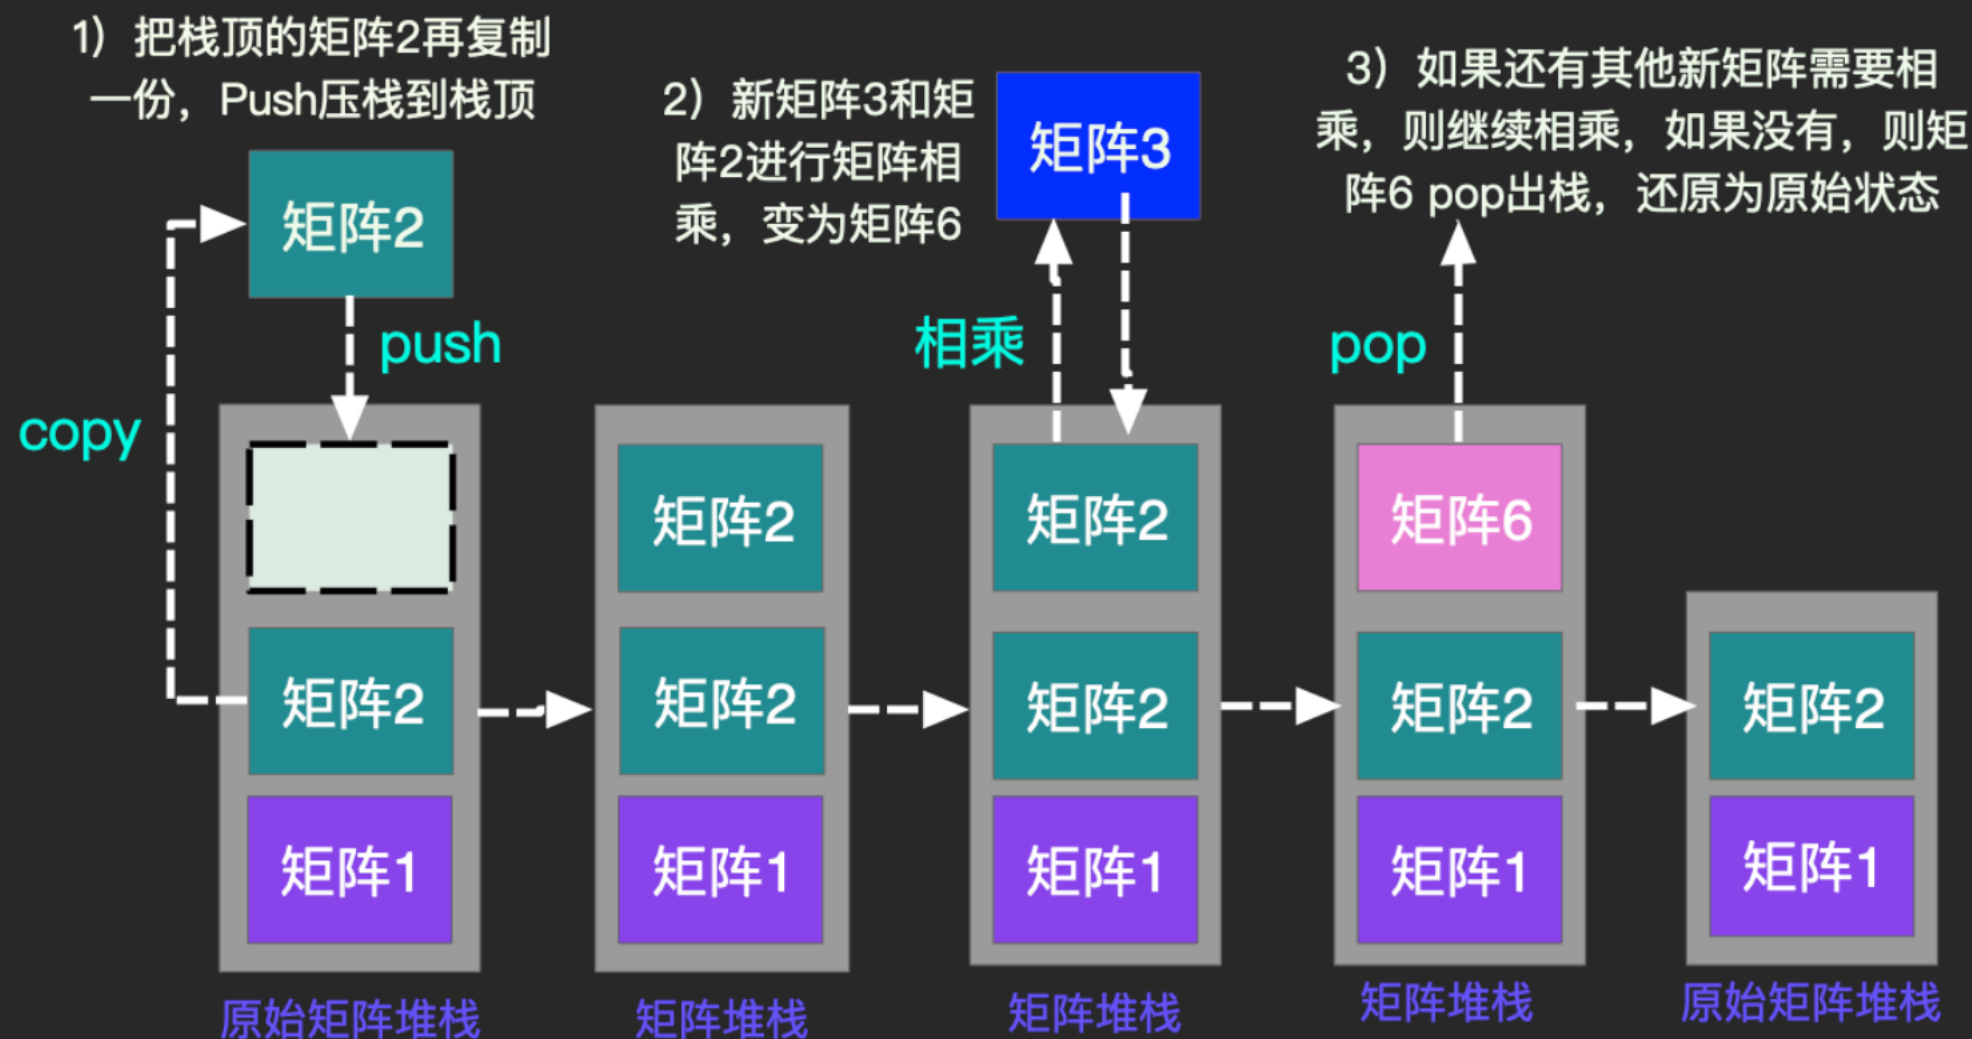 1）把栈顶的矩阵2再复制
一份，Push压栈到栈顶
2）新矩阵3和矩
阵2进行矩阵相
乘，变为矩阵6
矩阵3
3）如果还有其他新矩阵需要相
乘，则继续相乘，如果没有，则矩
阵6 pop出栈，还原为原始状态
矩阵2
push
相乘
pop
copy
矩阵2
矩阵1
原始矩阵堆栈
矩阵2
矩阵2
矩阵1
矩阵堆栈
矩阵2
矩阵2
矩阵1
矩阵堆栈
矩阵6
矩阵2
矩阵1
矩阵堆栈
矩阵2
矩阵1
原始矩阵堆栈